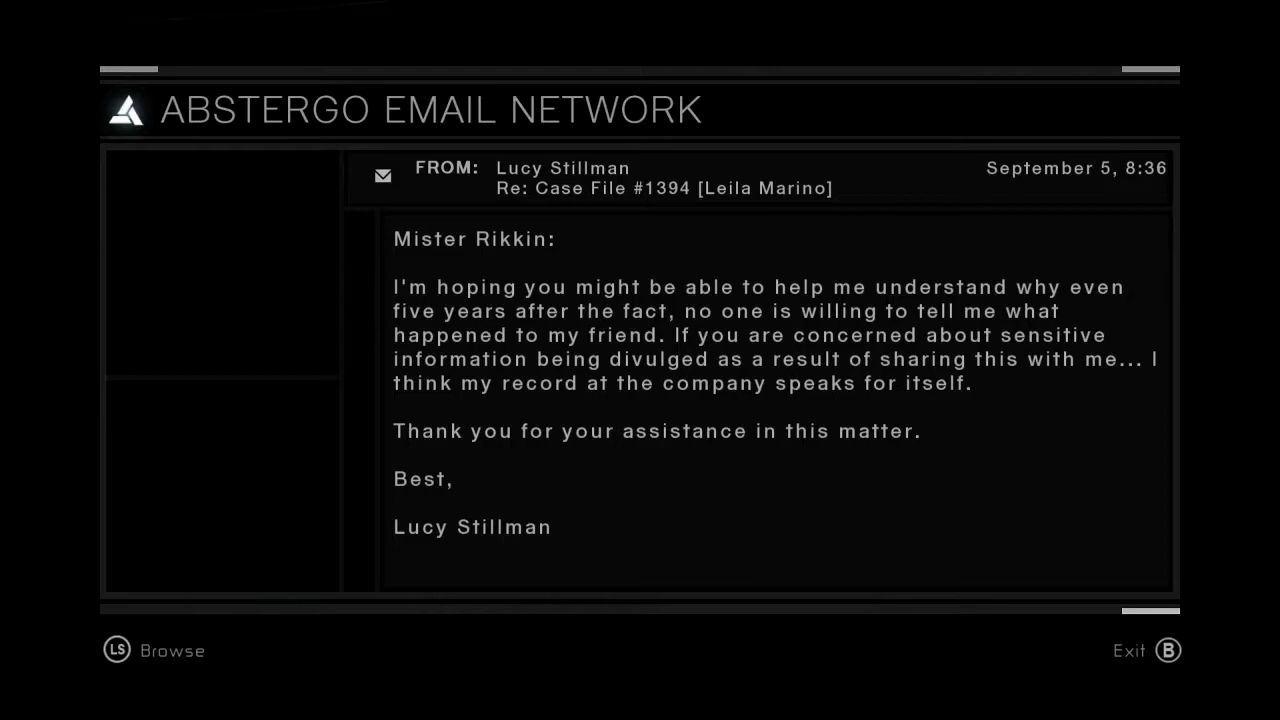 ABSTERGO EMAIL NETWORK
FROM: Lucy Stillman September 5, 8:36
Re: Case File #1394 [Leila Marino]
Mister Rikkin:
I'm hoping you might be able to help me understand why even
five years after the fact, no one is willing to tell me what
happened to my friend. If you are concerned about sensitive
information being divulged as a result of sharing this with me... I
think my record at the company speaks for itself.
Thank you for your assistance in this matter.
Best,
Lucy Stillman
LS Browse Exit B